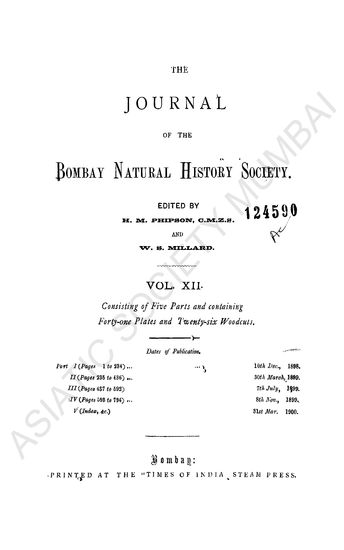 THE
JOURNAL
OF THE
BOMBAY NATURAL HISTORY SOCIETY.
EDITED BY
H. M. PHIPSON, C.M.Z.S.
124590
AND
W. S. MILLARD.
VOL. XII.
Consisting of Five Parts and containing
Forty-one Plates and Twenty-six Woodcuts.
Dates of Publication.
Part I (Pages 1 to 234) ... ... 10th Dec., 1898.
II (Pages 235 to 436) ... 30th March, 1899.
III (Pages 437 to 592) 7th July, 1899.
IV (Pages 593 to 794) ... 8th Nov., 1899.
V (Index, &c.) 31st Mar. 1900.
Bombay:
PRINTED AT THE "TIMES OF INDIA STEAM PRESS.
ASIATIC SOCIETY MUMBAI